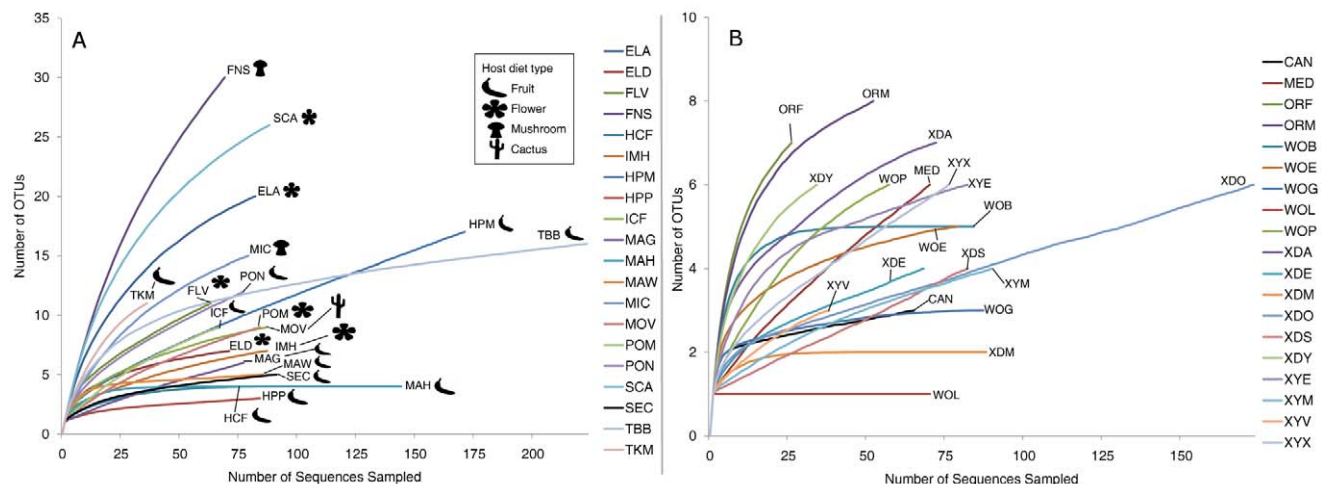 A
Number of OTUs
35
30
25
20
15
10
5
0
FNS
SCA
ELA
MIC
HPM
TBB
TKM
FLV
PON
ICF
POM
MOV
ELD
IMH
MAG
MAW
SEC
MAH
HPP
HCF
Host diet type
Fruit
Flower
Mushroom
Cactus
0 25 50 75 100 125 150 175 200
Number of Sequences Sampled
ELA
ELD
FLV
FNS
HCF
IMH
HPM
HPP
ICF
MAG
MAH
MAW
MIC
MOV
POM
PON
SCA
SEC
TBB
TKM
B
Number of OTUs
10
8
6
4
2
0
ORF
ORM
XDA
XDY
WOP
MED
XYX
XYE
XDO
WOB
WOE
XDS
XDE
XYM
XYV
CAN
WOG
XDM
WOL
25 50 75 100 125 150
Number of Sequences Sampled
CAN
MED
ORF
ORM
WOB
WOE
WOG
WOL
WOP
XDA
XDE
XDM
XDO
XDS
XDY
XYE
XYM
XYV
XYX